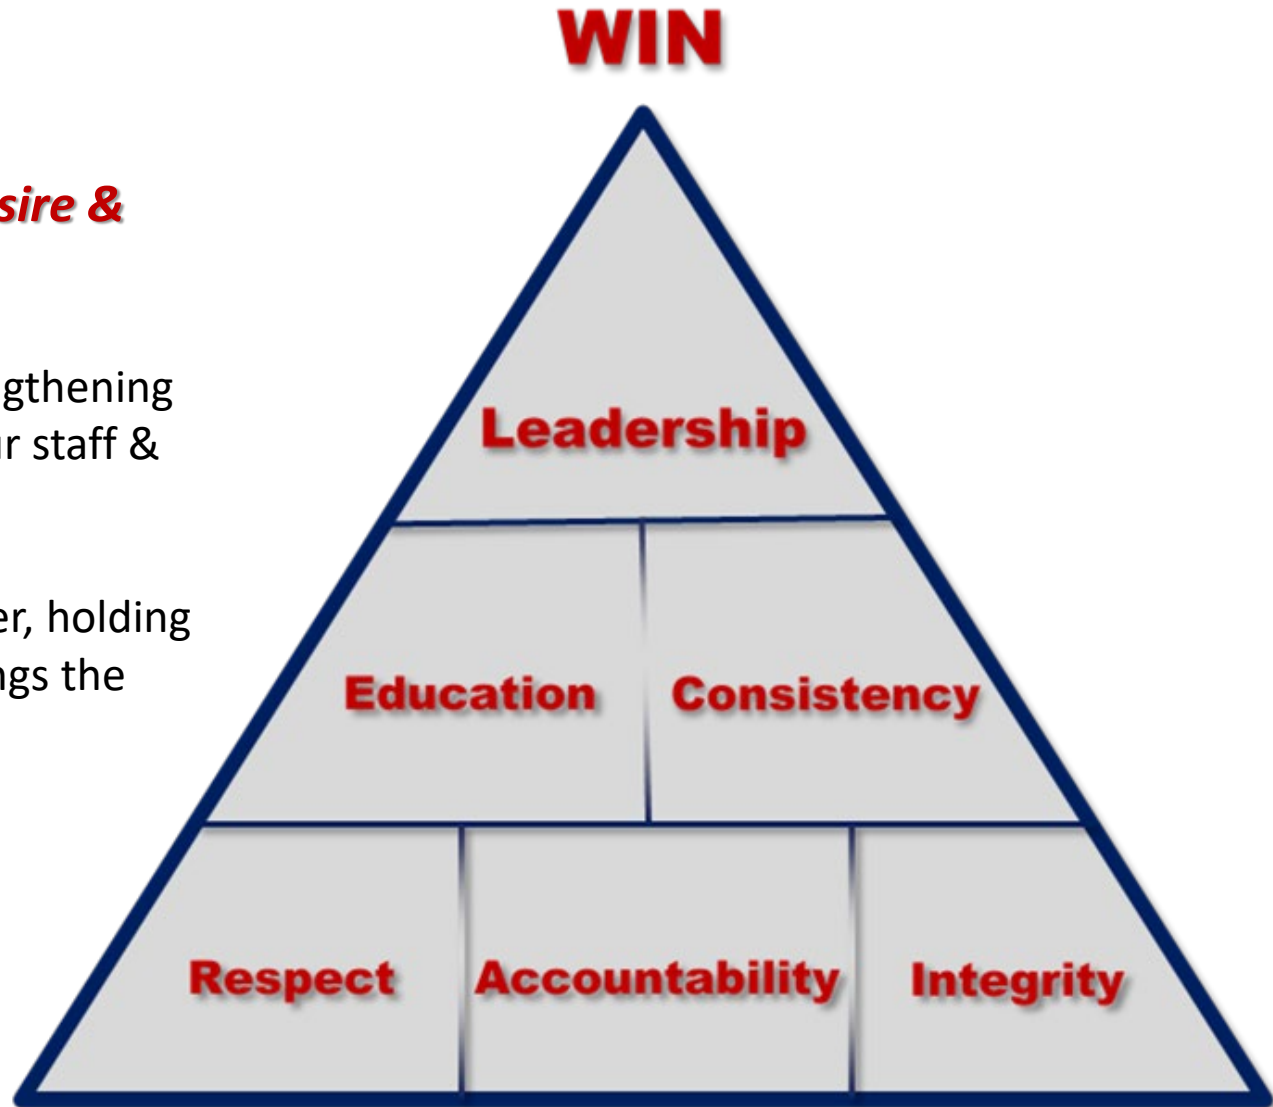 WIN
sire &
gthening
r staff &
er, holding
ngs the
Leadership
Education Consistency
Respect Accountability Integrity